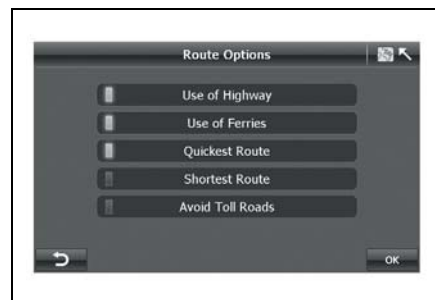 Route Options
Use of Highway
Use of Ferries
Quickest Route
Shortest Route
Avoid Toll Roads
OK